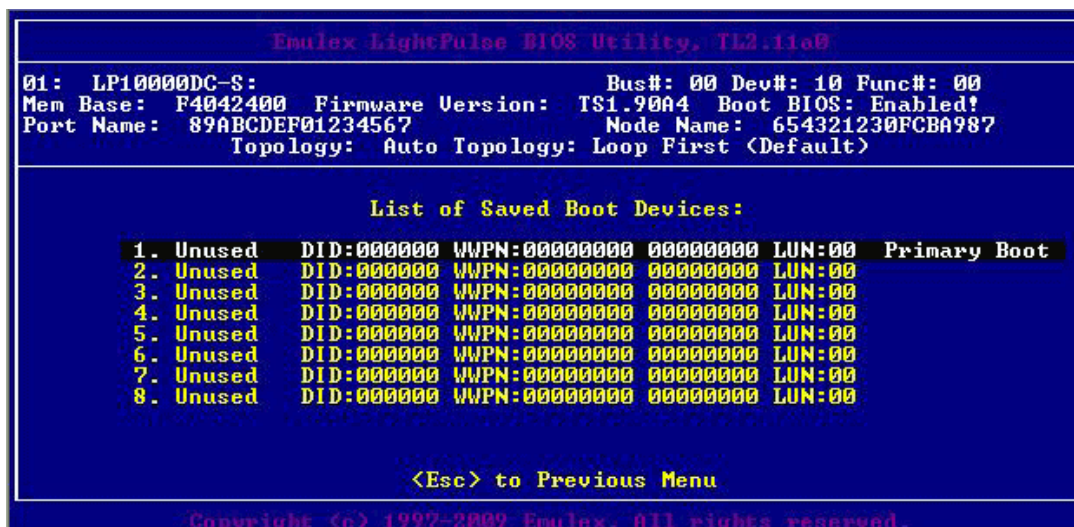 Emulex LightPulse BIOS Utility, TL2.11a0
01: LP10000DC-S: Bus#: 00 Dev#: 10 Func#: 00
Mem Base: F4042400 Firmware Version: TS1.90A4 Boot BIOS: Enabled!
Port Name: 89ABCDEF01234567 Node Name: 654321230FCBA987
Topology: Auto Topology: Loop First (Default)
List of Saved Boot Devices:
1. Unused DID:000000 WWPN:00000000 00000000 LUN:00 Primary Boot
2. Unused DID:000000 WWPN:00000000 00000000 LUN:00
3. Unused DID:000000 WWPN:00000000 00000000 LUN:00
4. Unused DID:000000 WWPN:00000000 00000000 LUN:00
5. Unused DID:000000 WWPN:00000000 00000000 LUN:00
6. Unused DID:000000 WWPN:00000000 00000000 LUN:00
7. Unused DID:000000 WWPN:00000000 00000000 LUN:00
8. Unused DID:000000 WWPN:00000000 00000000 LUN:00
<Esc> to Previous Menu
Copyright (c) 1997-2009 Emulex. All rights reserved.